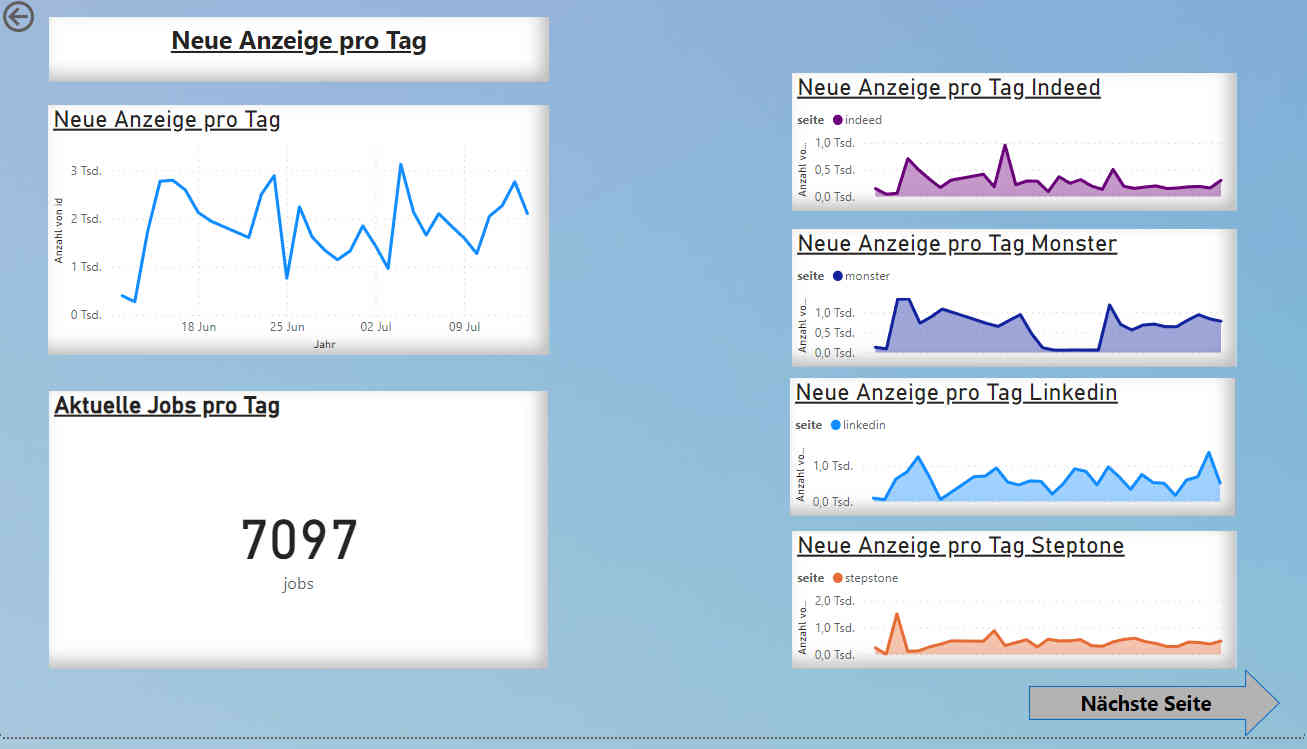 Neue Anzeige pro Tag
Neue Anzeige pro Tag
Anzahl von id
3 Tsd.
2 Tsd.
1 Tsd.
0 Tsd.
18 Jun 25 Jun 02 Jul 09 Jul
Jahr
Aktuelle Jobs pro Tag
7097
jobs
Neue Anzeige pro Tag Indeed
seite indeed
Anzahl vo...
1,0 Tsd.
0,5 Tsd.
0,0 Tsd.
Neue Anzeige pro Tag Monster
seite monster
Anzahl vo...
1,0 Tsd.
0,5 Tsd.
0,0 Tsd.
Neue Anzeige pro Tag Linkedin
seite linkedin
Anzahl vo...
1,0 Tsd.
0,0 Tsd.
Neue Anzeige pro Tag Steptone
seite stepstone
Anzahl vo...
2,0 Tsd.
1,0 Tsd.
0,0 Tsd.
Nächste Seite